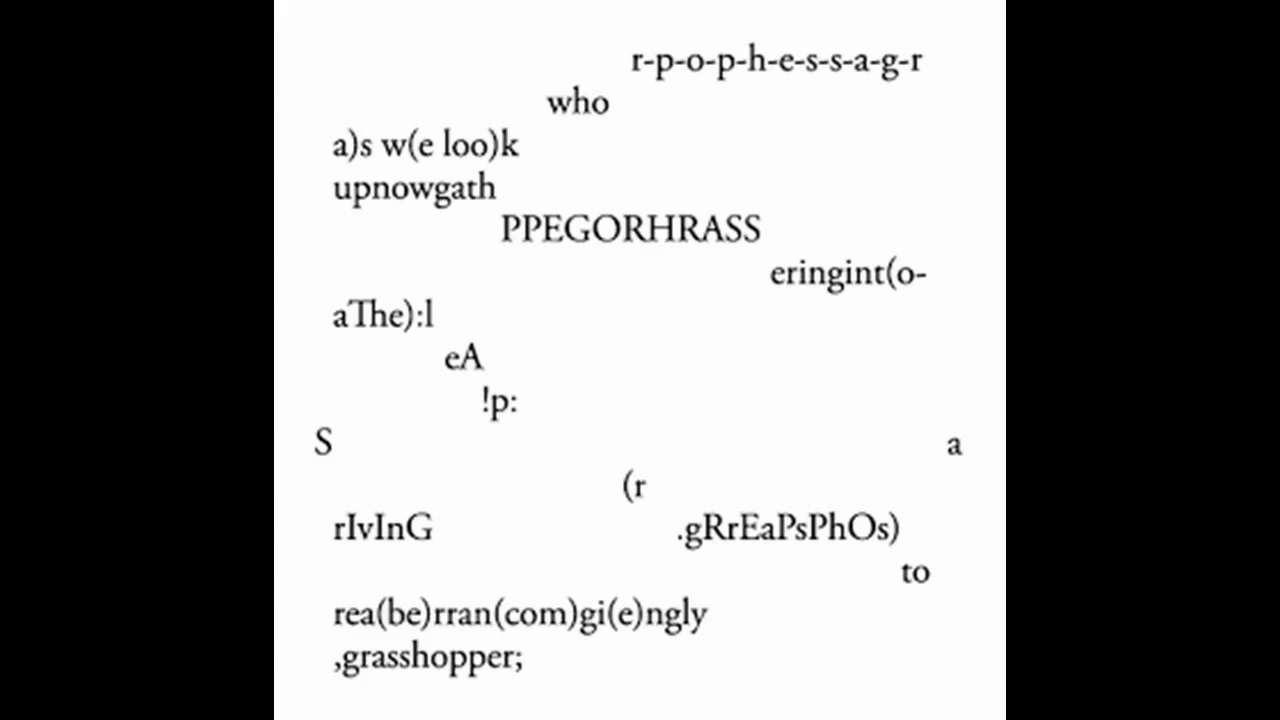 r-p-o-p-h-e-s-s-a-g-r
who
a)s w(e loo)k
upnowgath
PPEGORHRASS
eringint(o-
aThe):l
eA
!p:
S a
(r
rIvInG .gRrEaPsPhOs)
to
rea(be)rran(com)gi(e)ngly
,grasshopper;